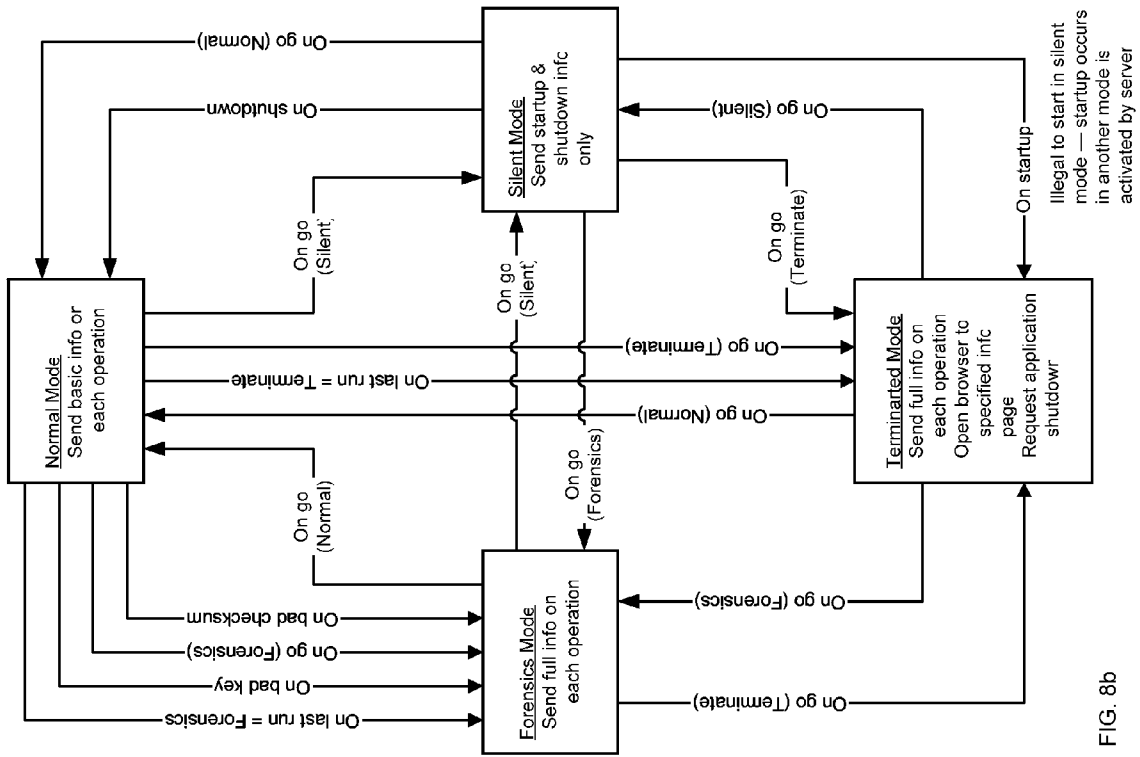 Normal Mode
Send basic info or
each operation
On last run = Forensics
On bad key
On go (Forensics)
On bad checksum
On go
(Normal)
On go (Normal)
On last run = Terminate
On go (Terminate)
On go
(Silent)
On shutdown
On go (Normal)
Forensics Mode
Send full info on
each operation
On go
(Silent)
On go
(Forensics)
Silent Mode
Send startup &
shutdown infc
only
On go (Terminate)
On go (Forensics)
On go
(Terminate)
On go (Silent)
On startup
Terminarted Mode
Send full info on
each operation
Open browser to
specified infc
page
Request application
shutdowr
Illegal to start in silent
mode — startup occurs
in another mode is
activated by server
FIG. 8b